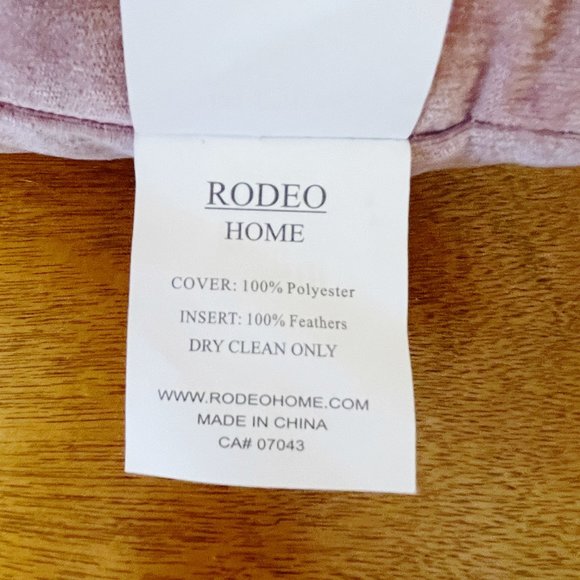 RODEO
HOME
COVER: 100% Polyester
INSERT: 100% Feathers
DRY CLEAN ONLY
WWW.RODEOHOME.COM
MADE IN CHINA
CA# 07043